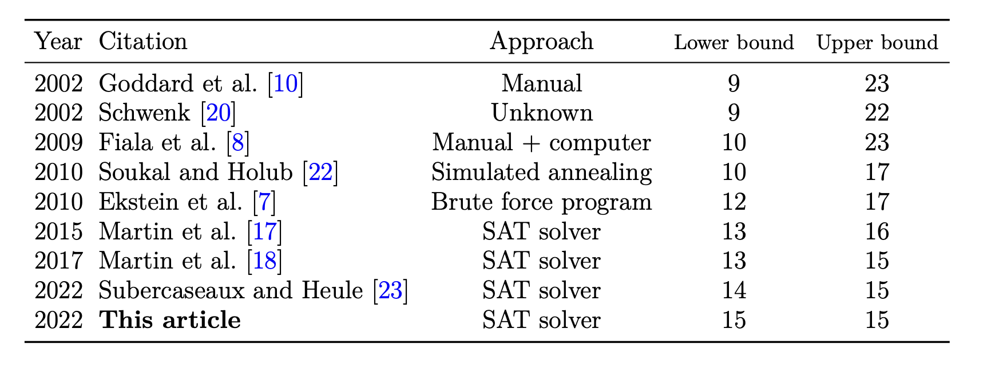 Year Citation Approach Lower bound Upper bound
2002 Goddard et al. [10] Manual 9 23
2002 Schwenk [20] Unknown 9 22
2009 Fiala et al. [8] Manual + computer 10 23
2010 Soukal and Holub [22] Simulated annealing 10 17
2010 Ekstein et al. [7] Brute force program 12 17
2015 Martin et al. [17] SAT solver 13 16
2017 Martin et al. [18] SAT solver 13 15
2022 Subercaseaux and Heule [23] SAT solver 14 15
2022 This article SAT solver 15 15